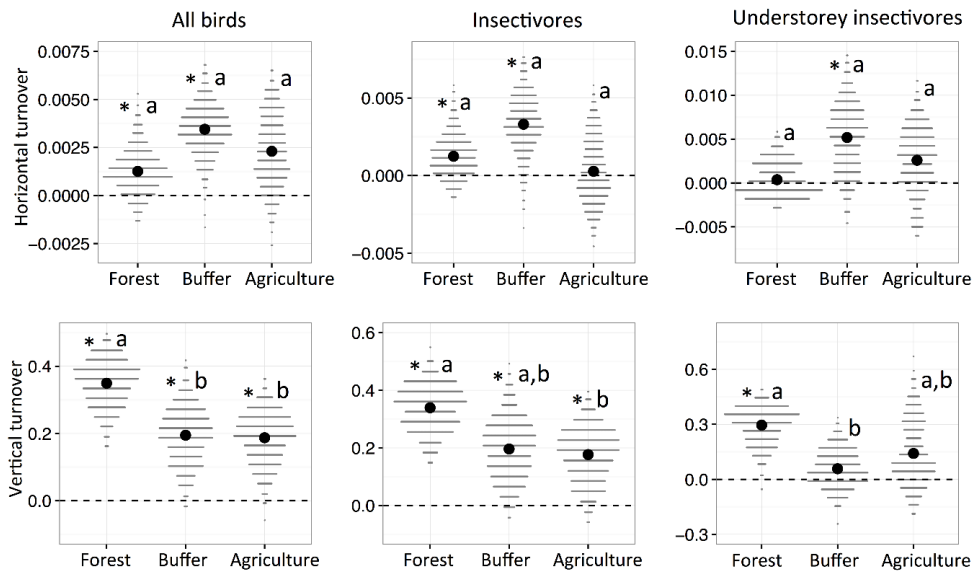 All birds
Insectivores
Understorey insectivores
Horizontal turnover
0.0075
0.0050
0.0025
0.0000
−0.0025
* a
* a
a
Forest Buffer Agriculture
0.005
0.000
−0.005
* a
* a
a
Forest Buffer Agriculture
0.015
0.010
0.005
0.000
−0.005
a
* a
a
Forest Buffer Agriculture
Vertical turnover
0.4
0.2
0.0
* a
* b
* b
Forest Buffer Agriculture
0.6
0.4
0.2
0.0
* a
* a,b
* b
Forest Buffer Agriculture
0.6
0.3
0.0
−0.3
* a
b
a,b
Forest Buffer Agriculture